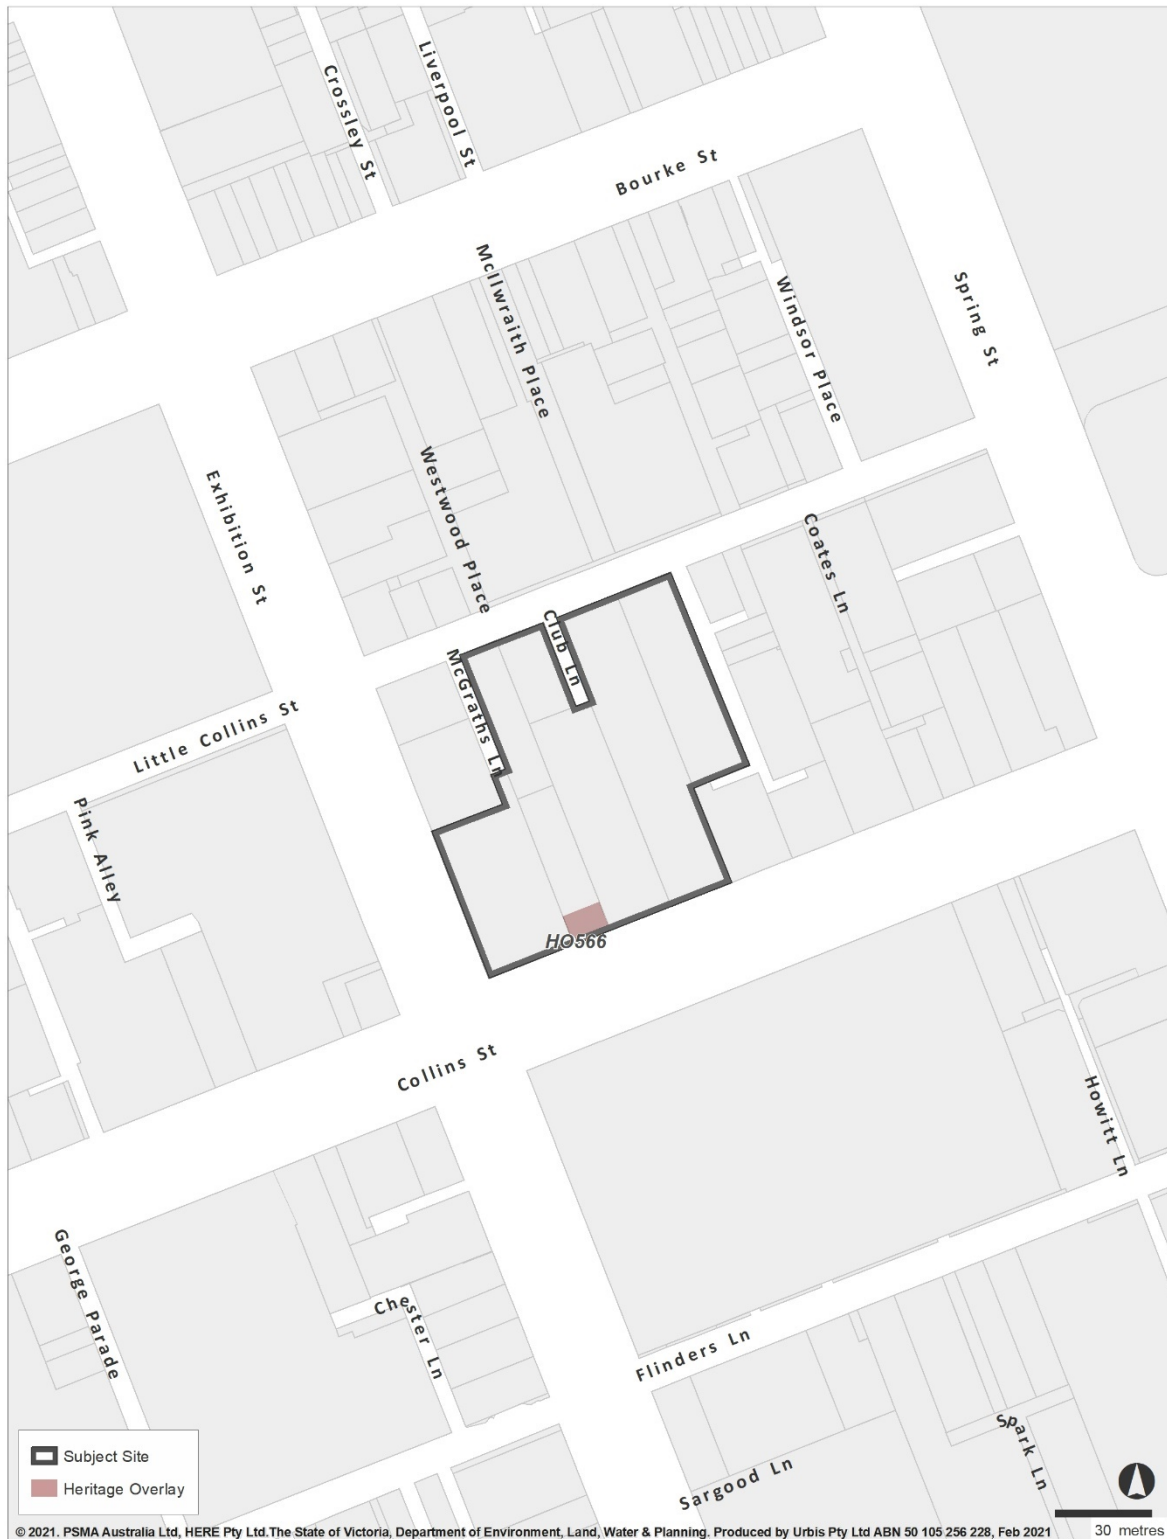 Crossley St
Liverpool St
Bourke St
McIlwraith Place
Windsor Place
Spring St
Exhibition St
Westwood Place
Coates Ln
Club Ln
McGraths Ln
Little Collins St
Pink Alley
HO566
Collins St
Howitt Ln
George Parade
Chester Ln
Flinders Ln
Spark Ln
Sargood Ln
Subject Site
Heritage Overlay
30 metres
© 2021. PSMA Australia Ltd, HERE Pty Ltd.The State of Victoria, Department of Environment, Land, Water & Planning. Produced by Urbis Pty Ltd ABN 50 105 256 228, Feb 2021